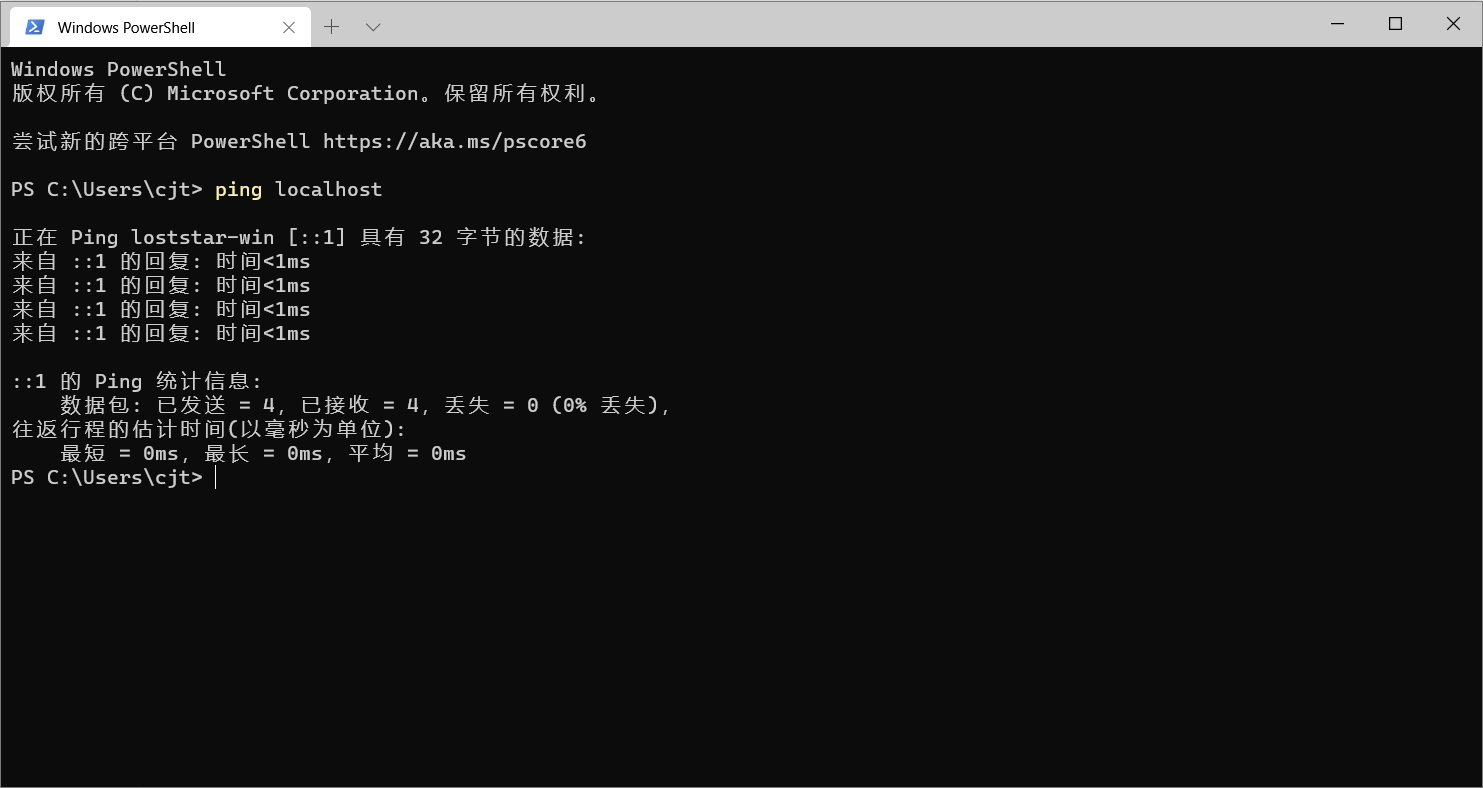 Windows PowerShell
Windows PowerShell
版权所有 (C) Microsoft Corporation。保留所有权利。
尝试新的跨平台 PowerShell https://aka.ms/pscore6
PS C:\Users\cjt> ping localhost
正在 Ping loststar-win [::1] 具有 32 字节的数据:
来自 ::1 的回复: 时间<1ms
来自 ::1 的回复: 时间<1ms
来自 ::1 的回复: 时间<1ms
来自 ::1 的回复: 时间<1ms
::1 的 Ping 统计信息:
数据包: 已发送 = 4，已接收 = 4，丢失 = 0 (0% 丢失)，
往返行程的估计时间(以毫秒为单位):
最短 = 0ms，最长 = 0ms，平均 = 0ms
PS C:\Users\cjt>